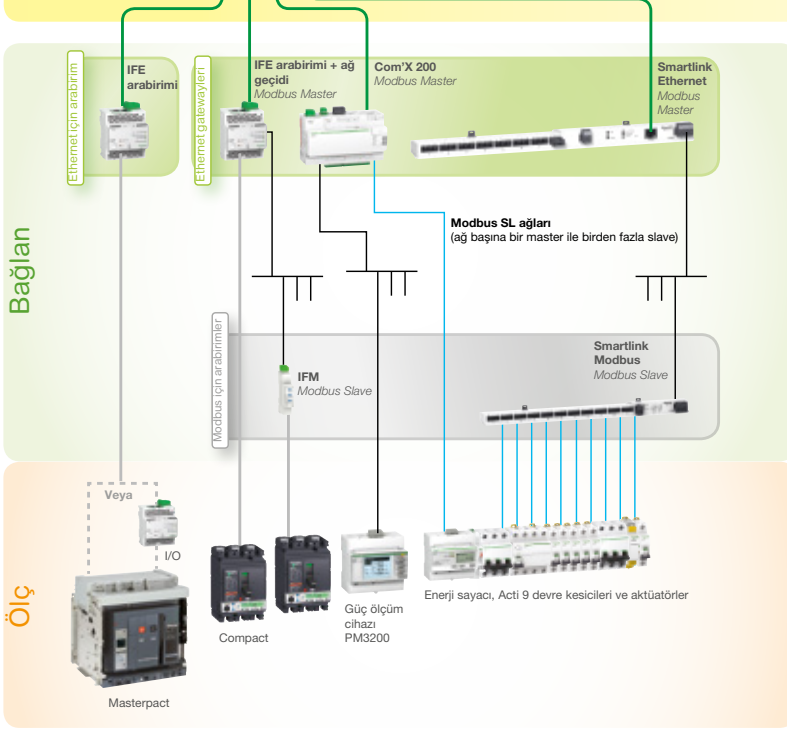 Bağlan
Ethernet için arabirim
IFE
arabirimi
Ethernet gatewayleri
IFE arabirimi + ağ
geçidi
Modbus Master
Com'X 200
Modbus Master
Smartlink
Ethernet
Modbus
Master
Modbus SL ağları
(ağ başına bir master ile birden fazla slave)
Modbus için arabirimler
IFM
Modbus Slave
Smartlink
Modbus
Modbus Slave
Ölç
Veya
I/O
Masterpact
Compact
Güç ölçüm
cihazı
PM3200
Enerji sayacı, Acti 9 devre kesicileri ve aktüatörler